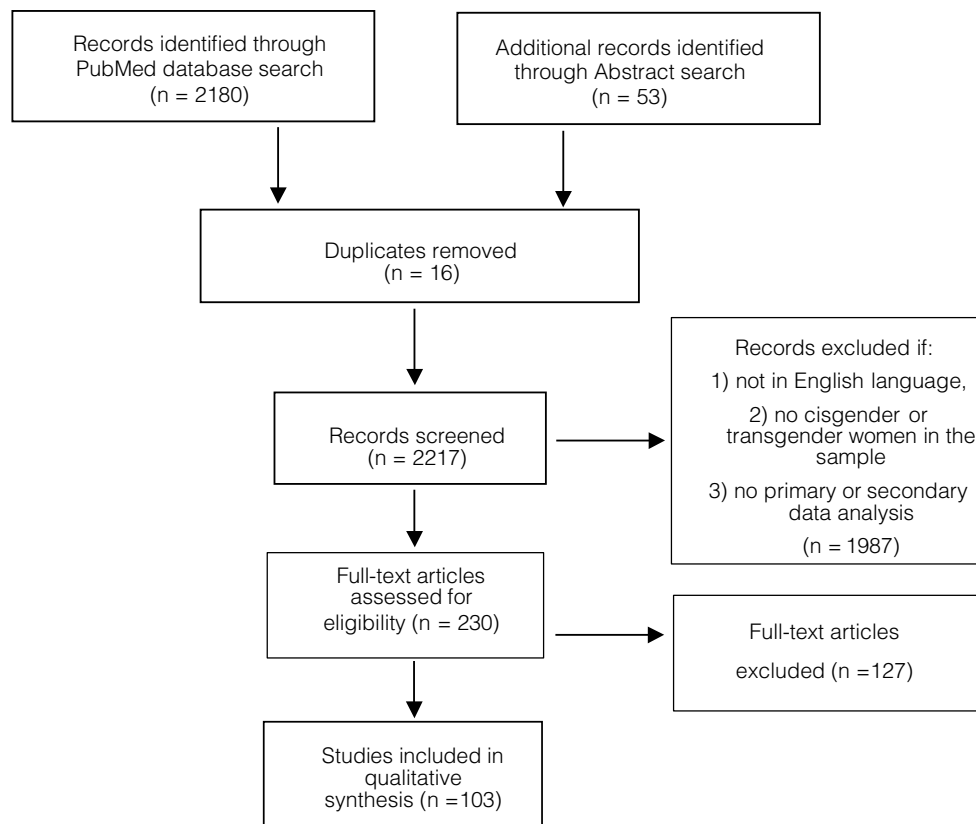 Records identified through
PubMed database search
(n = 2180)
Additional records identified
through Abstract search
(n = 53)
Duplicates removed
(n = 16)
Records screened
(n = 2217)
Records excluded if:
1) not in English language,
2) no cisgender or
transgender women in the
sample
3) no primary or secondary
data analysis
(n = 1987)
Full-text articles
assessed for
eligibility (n = 230)
Full-text articles
excluded (n =127)
Studies included in
qualitative
synthesis (n =103)